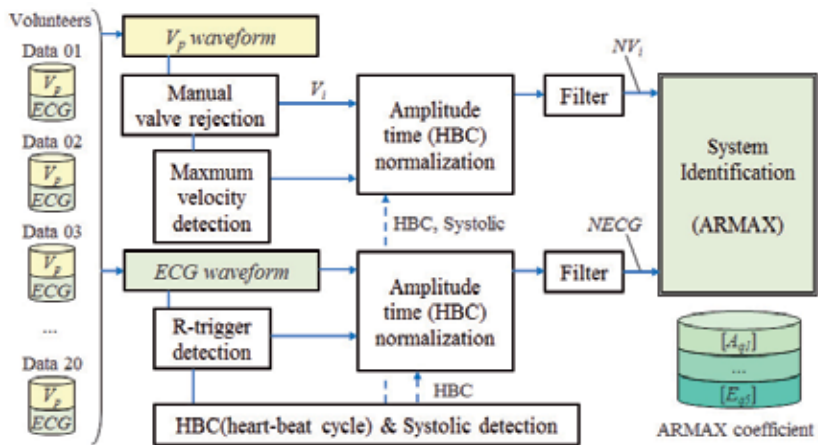 Volunteers
Data 01
Vp
ECG
Data 02
Vp
ECG
Data 03
Vp
ECG
...
Data 20
Vp
ECG
Vp waveform
Manual
valve rejection
Vi
Maxmum
velocity
detection
Amplitude
time (HBC)
normalization
Filter
NVi
HBC, Systolic
ECG waveform
R-trigger
detection
Amplitude
time (HBC)
normalization
Filter
NECG
HBC
HBC(heart-beat cycle) & Systolic detection
System
Identification
(ARMAX)
[Aq1]
...
[Eq5]
ARMAX coefficient